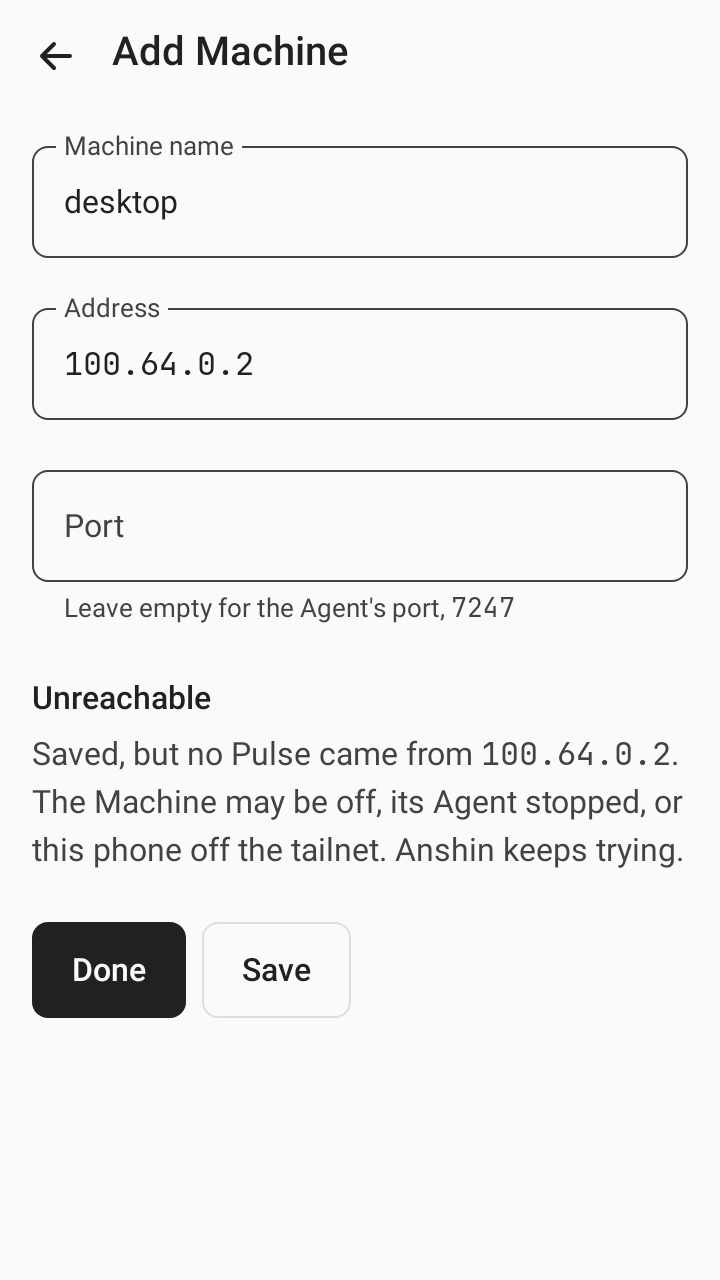 Add Machine
Machine name
desktop
Address
100.64.0.2
Port
Leave empty for the Agent's port, 7247
Unreachable
Saved, but no Pulse came from 100.64.0.2.
The Machine may be off, its Agent stopped, or
this phone off the tailnet. Anshin keeps trying.
Done
Save